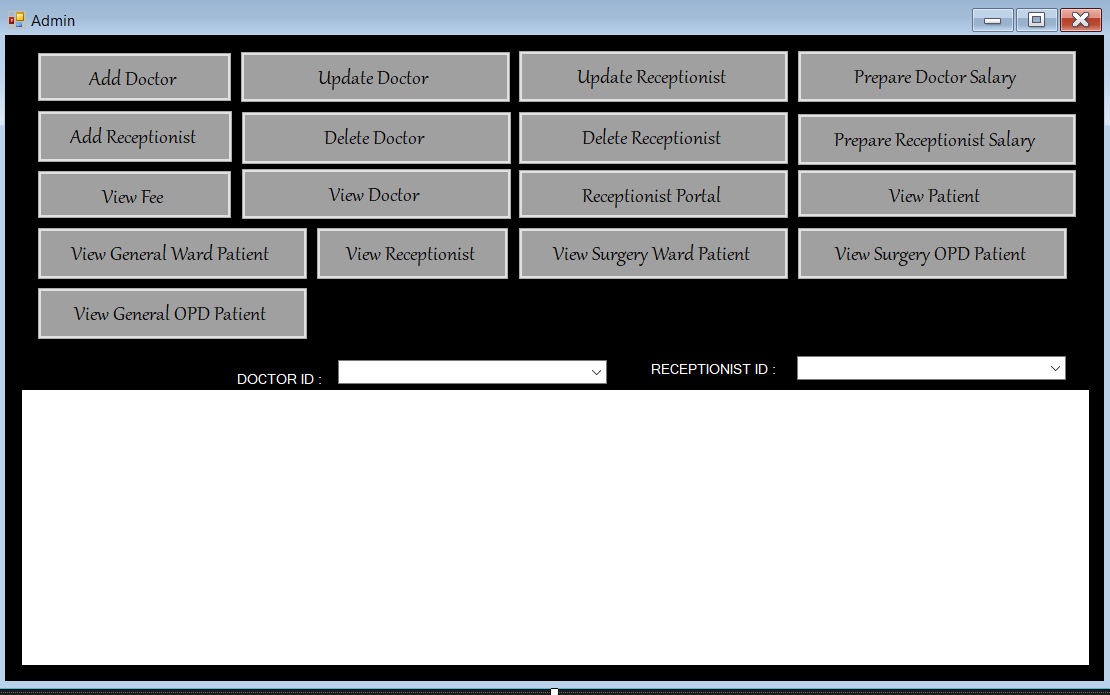 Admin
Add Doctor
Update Doctor
Update Receptionist
Prepare Doctor Salary
Add Receptionist
Delete Doctor
Delete Receptionist
Prepare Receptionist Salary
View Fee
View Doctor
Receptionist Portal
View Patient
View General Ward Patient
View Receptionist
View Surgery Ward Patient
View Surgery OPD Patient
View General OPD Patient
DOCTOR ID :
RECEPTIONIST ID :